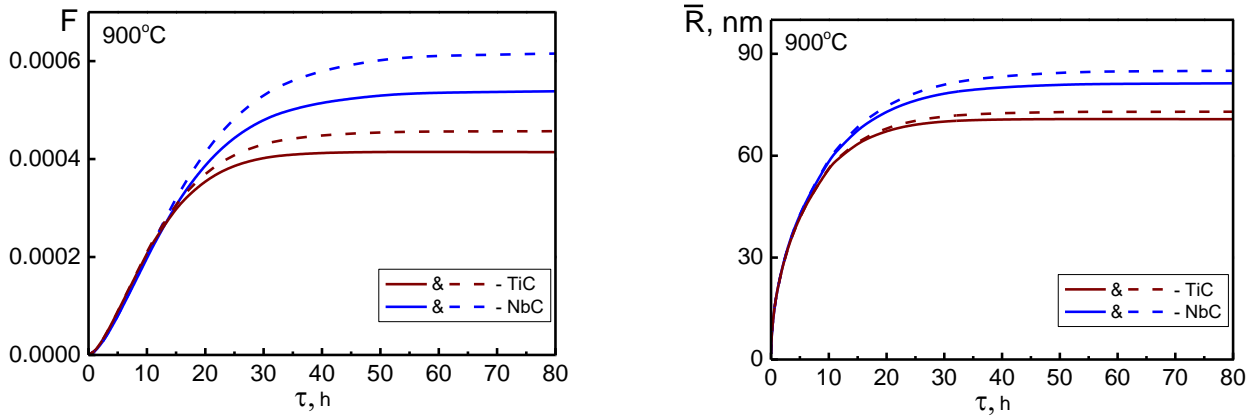 F
900°C
0.0006
0.0004
0.0002
0.0000
& - TiC
& - NbC
0 10 20 30 40 50 60 70 80
τ, h
R̅, nm
900°C
90
60
30
0
& - TiC
& - NbC
0 10 20 30 40 50 60 70 80
τ, h